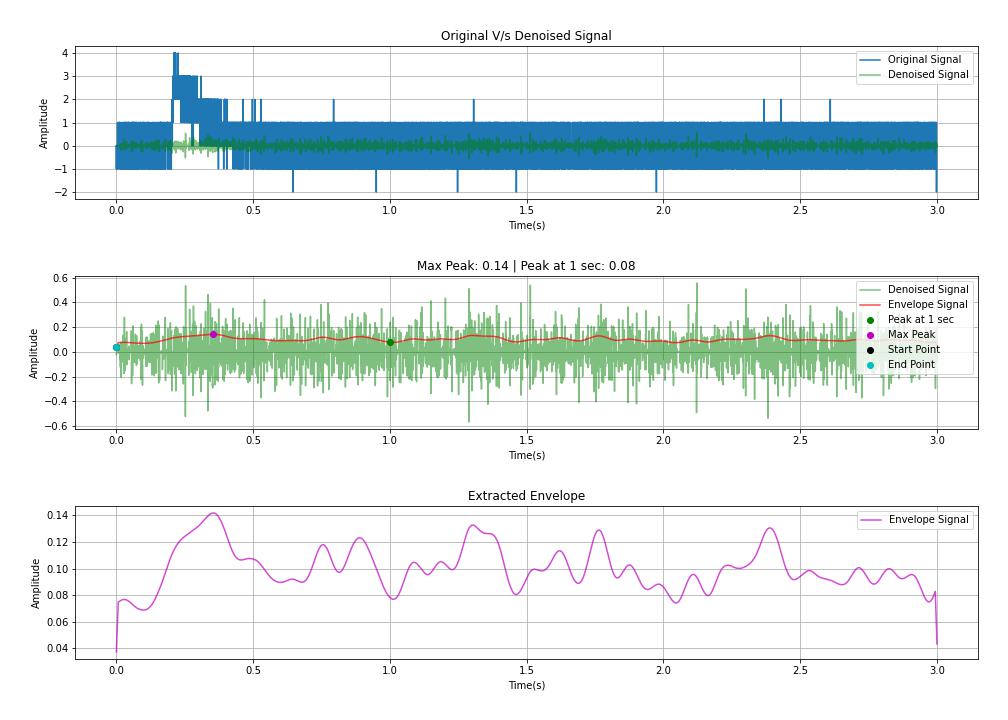 Original V/s Denoised Signal
Amplitude
4
3
2
1
0
−1
−2
Original Signal
Denoised Signal
0.0 0.5 1.0 1.5 2.0 2.5 3.0
Time(s)
Max Peak: 0.14 | Peak at 1 sec: 0.08
Amplitude
0.6
0.4
0.2
0.0
−0.2
−0.4
−0.6
Denoised Signal
Envelope Signal
Peak at 1 sec
Max Peak
Start Point
End Point
0.0 0.5 1.0 1.5 2.0 2.5 3.0
Time(s)
Extracted Envelope
Amplitude
0.14
0.12
0.10
0.08
0.06
0.04
Envelope Signal
0.0 0.5 1.0 1.5 2.0 2.5 3.0
Time(s)